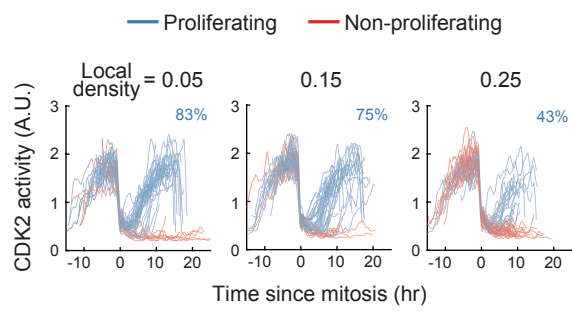 Proliferating Non-proliferating
Local density = 0.05 0.15 0.25
83% 75% 43%
CDK2 activity (A.U.)
3 3 3
2 2 2
1 1 1
0 0 0
-10 0 10 20 -10 0 10 20 -10 0 10 20
Time since mitosis (hr)